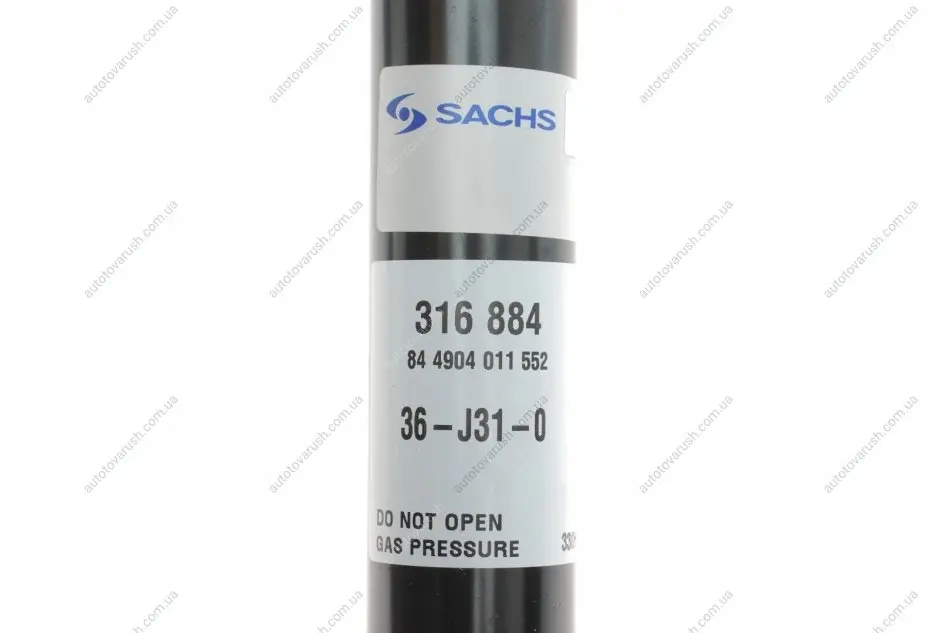 SACHS
316 884
84 4904 011 552
36-J31-0
DO NOT OPEN
GAS PRESSURE
autotovarush.com.ua